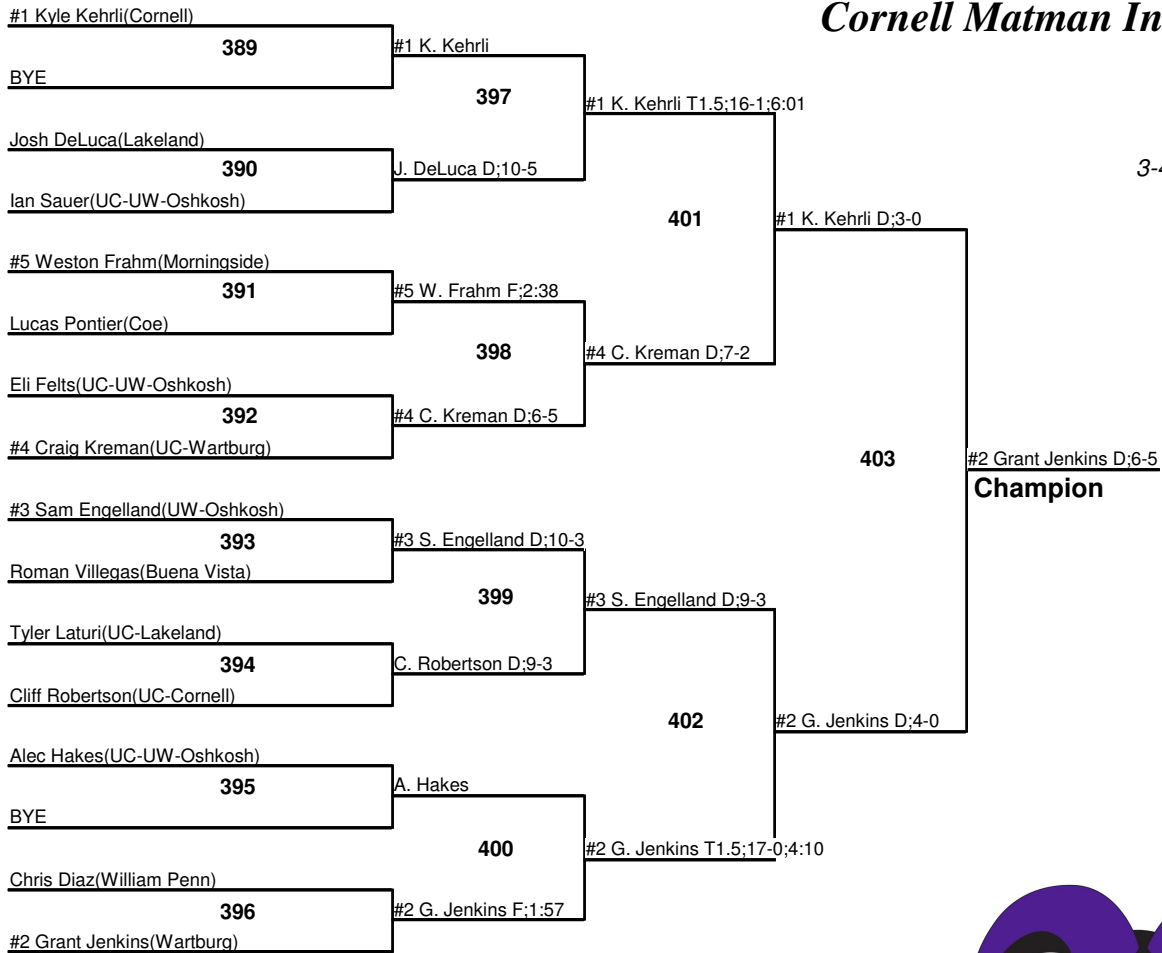 Cornell Matman In
#1 Kyle Kehrli(Cornell)
389
BYE
#1 K. Kehrli
397
#1 K. Kehrli T1.5;16-1;6:01
Josh DeLuca(Lakeland)
390
Ian Sauer(UC-UW-Oshkosh)
J. DeLuca D;10-5
3-4
401
#1 K. Kehrli D;3-0
#5 Weston Frahm(Morningside)
391
Lucas Pontier(Coe)
#5 W. Frahm F;2:38
398
#4 C. Kreman D;7-2
Eli Felts(UC-UW-Oshkosh)
392
#4 Craig Kreman(UC-Wartburg)
#4 C. Kreman D;6-5
403
#2 Grant Jenkins D;6-5
Champion
#3 Sam Engelland(UW-Oshkosh)
393
Roman Villegas(Buena Vista)
#3 S. Engelland D;10-3
399
#3 S. Engelland D;9-3
Tyler Laturi(UC-Lakeland)
394
Cliff Robertson(UC-Cornell)
C. Robertson D;9-3
402
#2 G. Jenkins D;4-0
Alec Hakes(UC-UW-Oshkosh)
395
BYE
A. Hakes
400
#2 G. Jenkins T1.5;17-0;4:10
Chris Diaz(William Penn)
396
#2 Grant Jenkins(Wartburg)
#2 G. Jenkins F;1:57